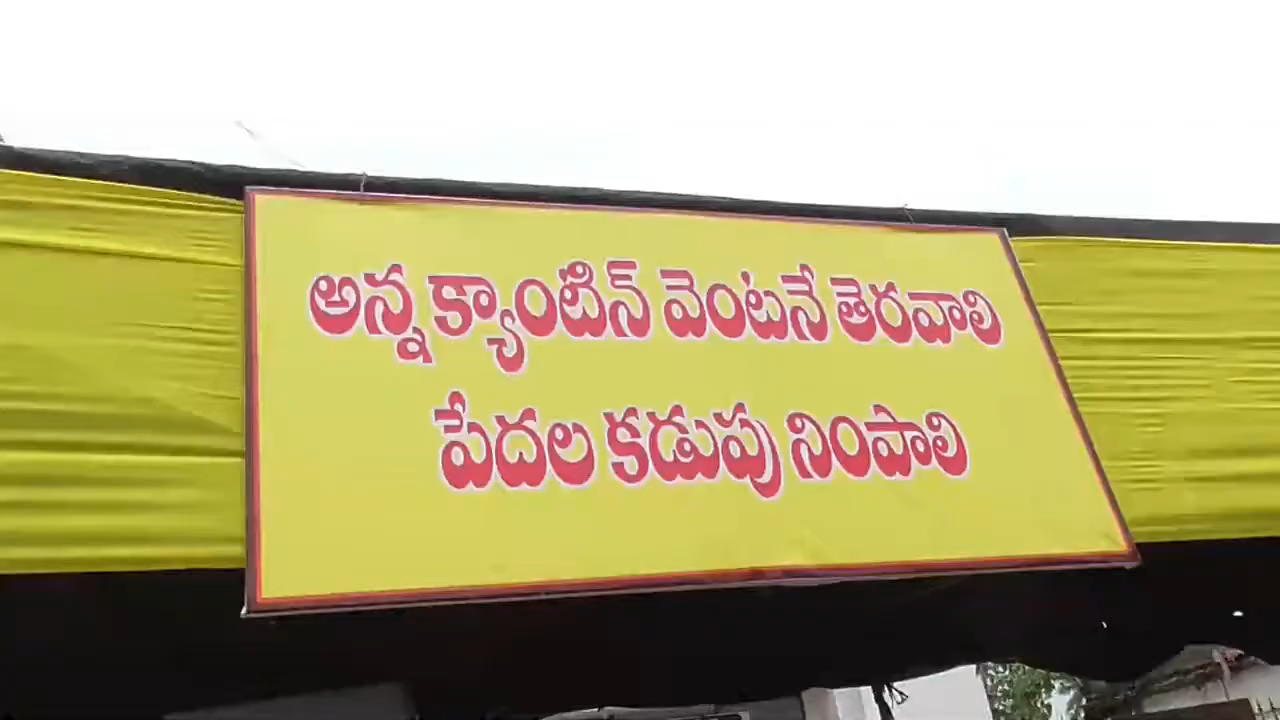 అన్న క్యాంటిన్ వెంటనే తెరవాలి
పేదల కడుపు నింపాలి